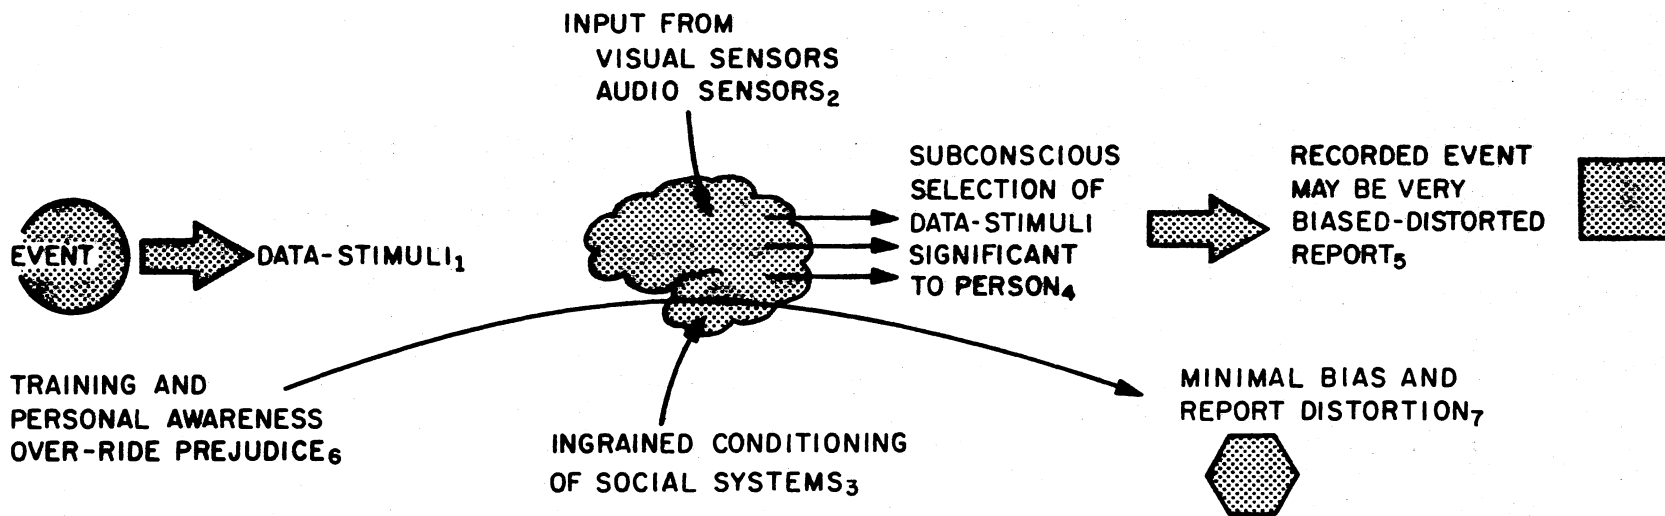 INPUT FROM
VISUAL SENSORS
AUDIO SENSORS2
EVENT
DATA-STIMULI1
SUBCONSCIOUS
SELECTION OF
DATA-STIMULI
SIGNIFICANT
TO PERSON4
RECORDED EVENT
MAY BE VERY
BIASED-DISTORTED
REPORT5
TRAINING AND
PERSONAL AWARENESS
OVER-RIDE PREJUDICE6
INGRAINED CONDITIONING
OF SOCIAL SYSTEMS3
MINIMAL BIAS AND
REPORT DISTORTION7